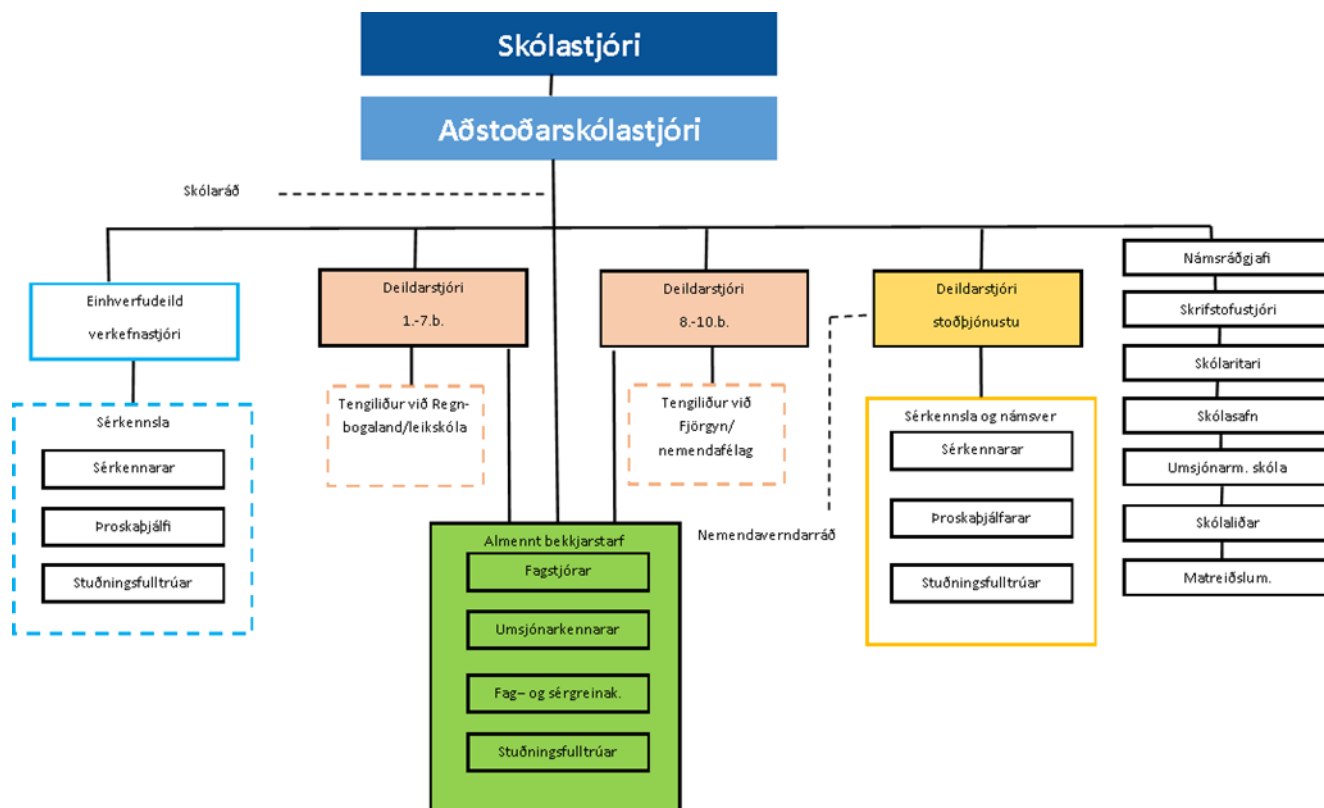 Skólastjóri
Aðstoðarskólastjóri
Skólaráð
Einhverfudeild
verkefnastjóri
Sérkennsla
Sérkennarar
Þroskaþjálfi
Stuðningsfulltrúar
Deildarstjóri
1.-7.b.
Tengiliður við Regn-
bogaland/leikskóla
Deildarstjóri
8.-10.b.
Tengiliður við
Fjörgyn/
nemendafélag
Almennt bekkjarstarf
Fagstjórar
Umsjónarkennarar
Fag– og sérgreinak.
Stuðningsfulltrúar
Deildarstjóri
stoðþjónustu
Nemendaverndarráð
Sérkennsla og námsver
Sérkennarar
Þroskaþjálfarar
Stuðningsfulltrúar
Námsráðgjafi
Skrifstofustjóri
Skólaritari
Skólasafn
Umsjónarm. skóla
Skólaliðar
Matreiðslum.